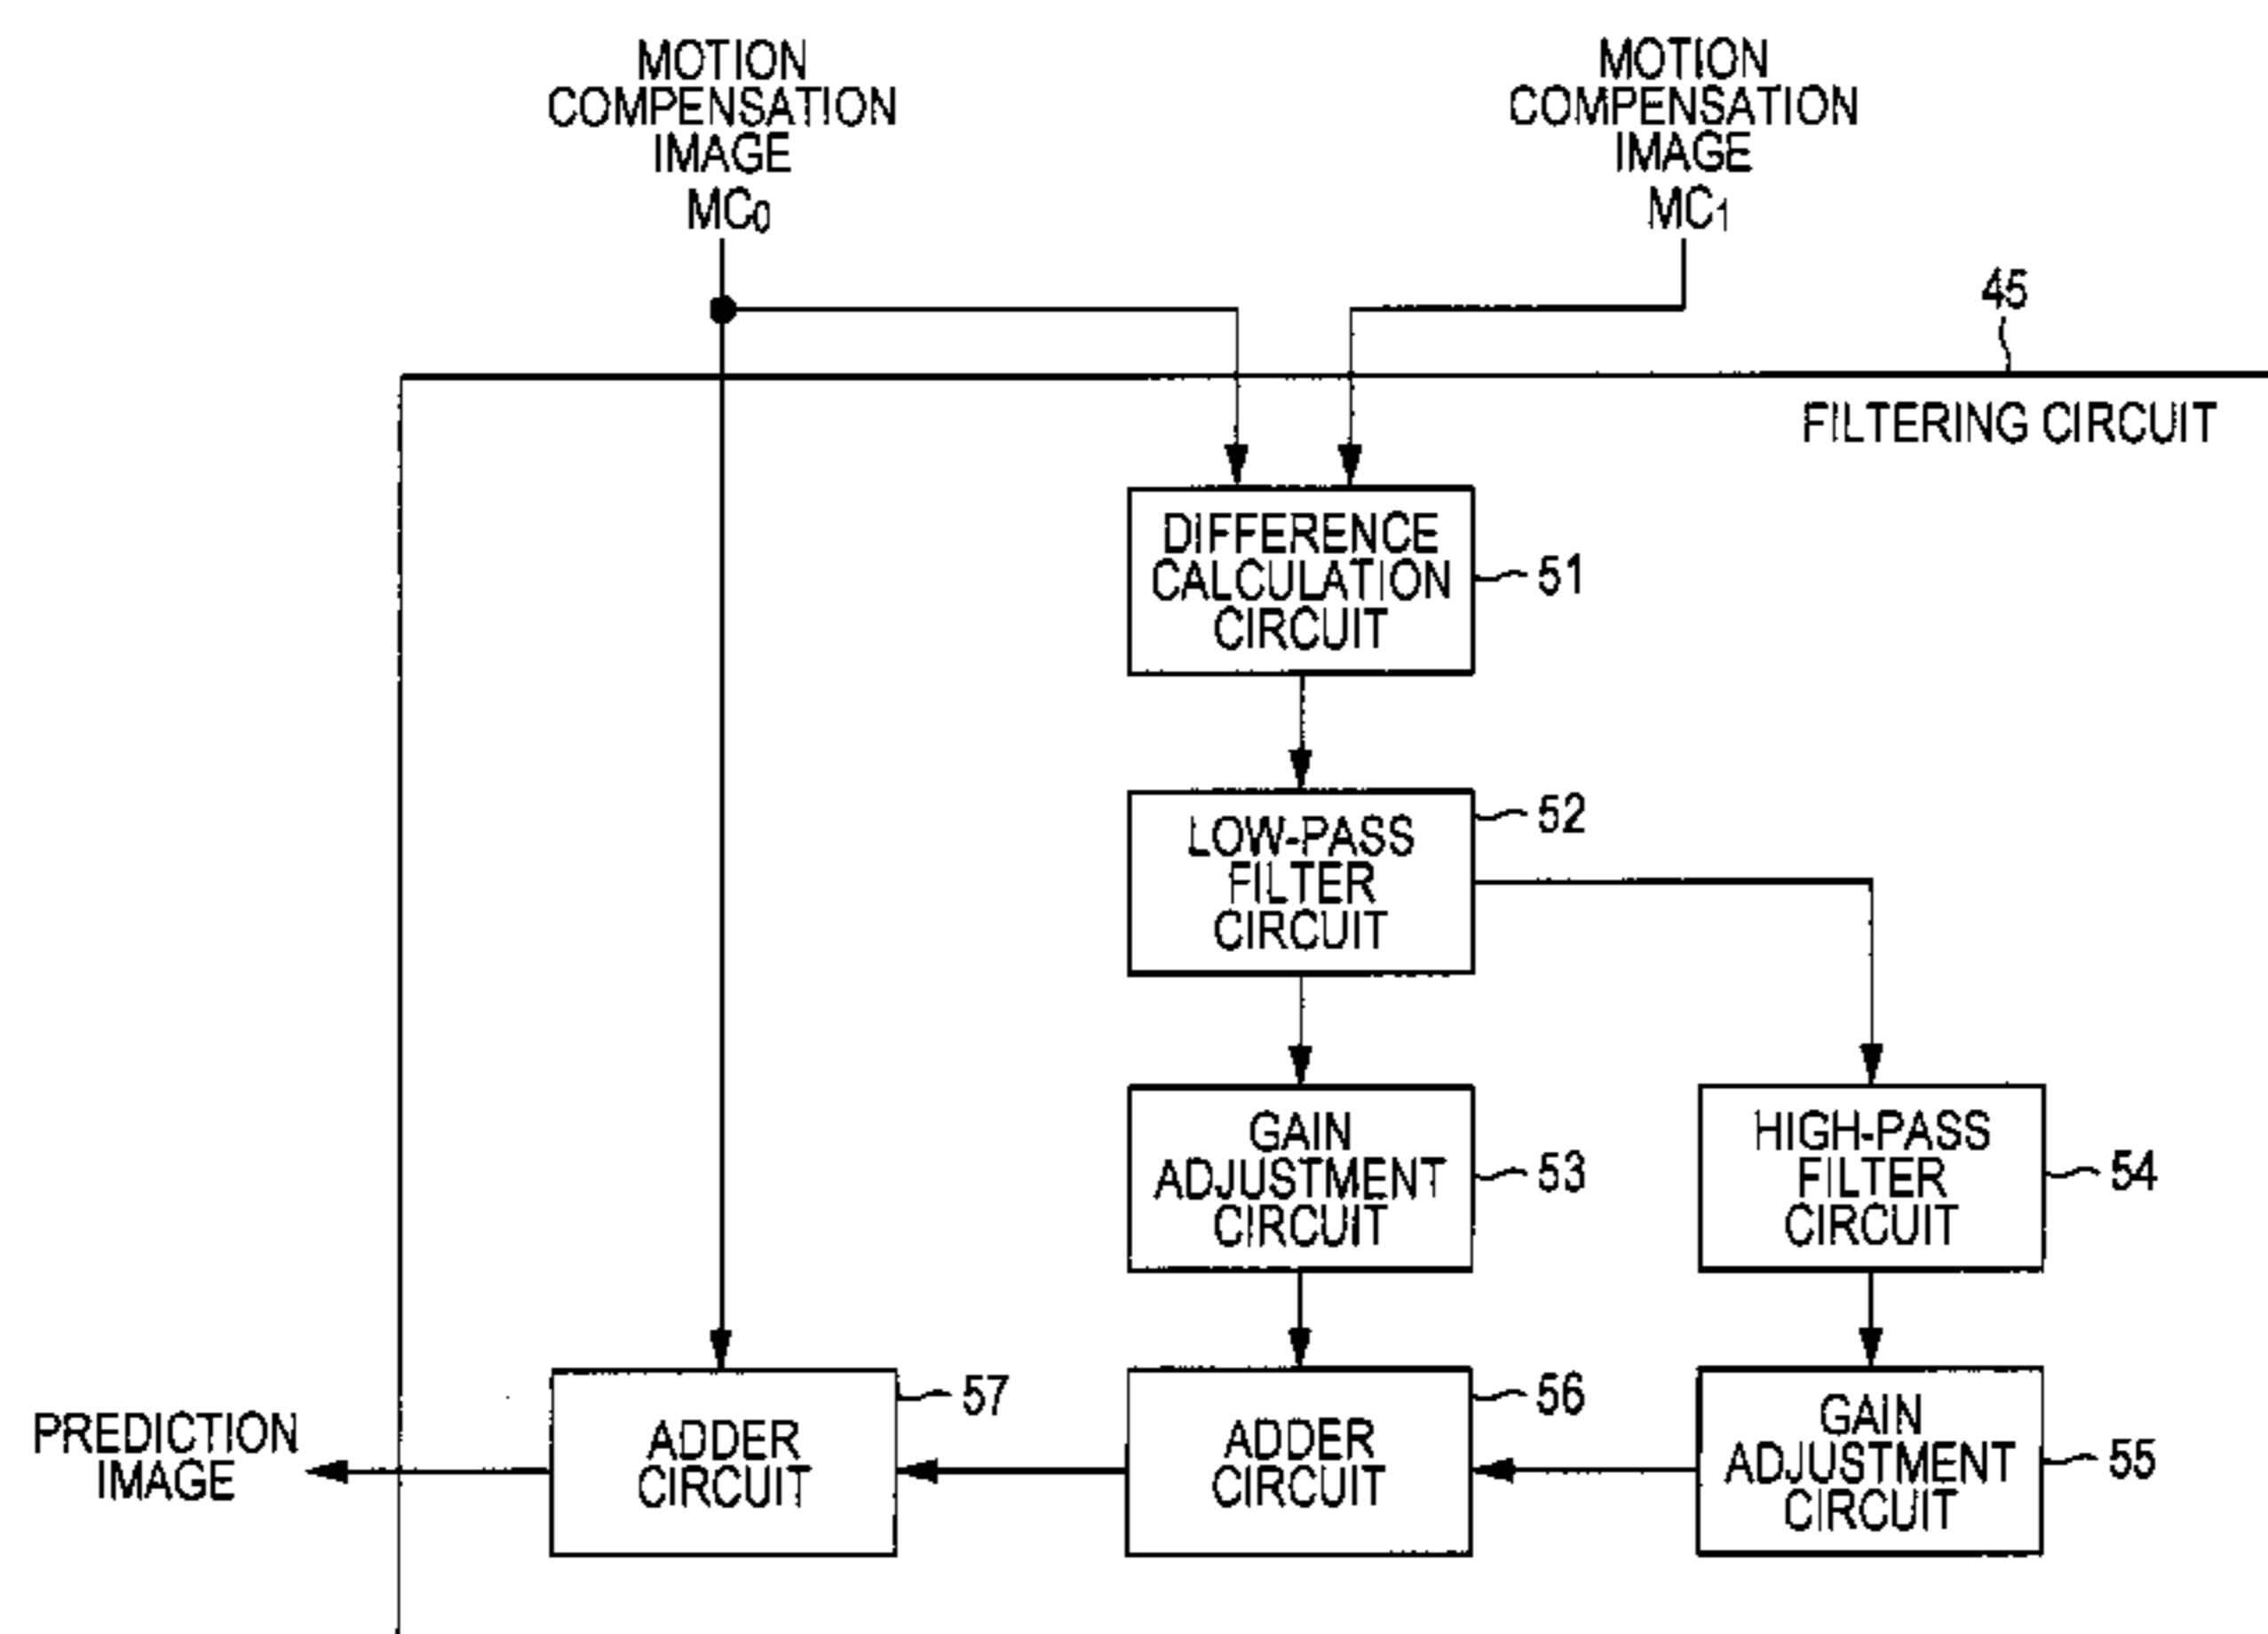 MOTION
COMPENSATION
IMAGE
MC0
MOTION
COMPENSATION
IMAGE
MC1
45
FILTERING CIRCUIT
DIFFERENCE
CALCULATION
CIRCUIT
51
LOW-PASS
FILTER
CIRCUIT
52
GAIN
ADJUSTMENT
CIRCUIT
53
HIGH-PASS
FILTER
CIRCUIT
54
PREDICTION
IMAGE
ADDER
CIRCUIT
57
ADDER
CIRCUIT
56
GAIN
ADJUSTMENT
CIRCUIT
55